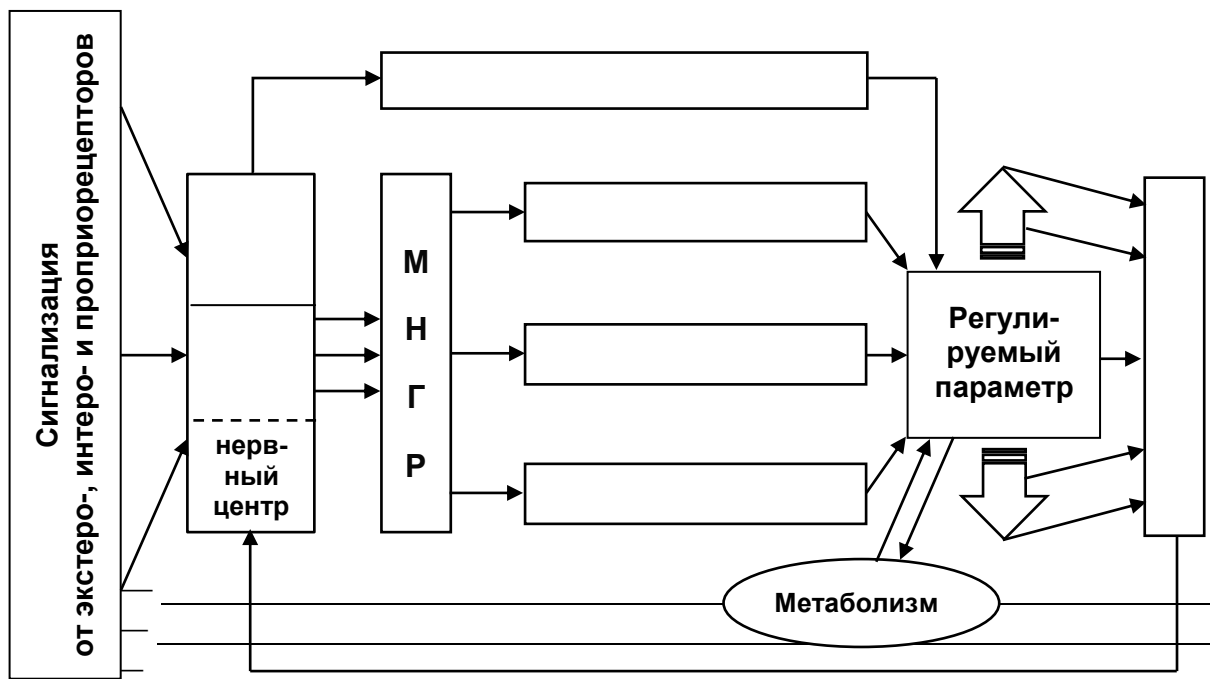 Сигнализация
от экстеро-, интеро- и проприорецепторов
нерв-
ный
центр
М
Н
Г
Р
Регули-
руемый
параметр
Метаболизм